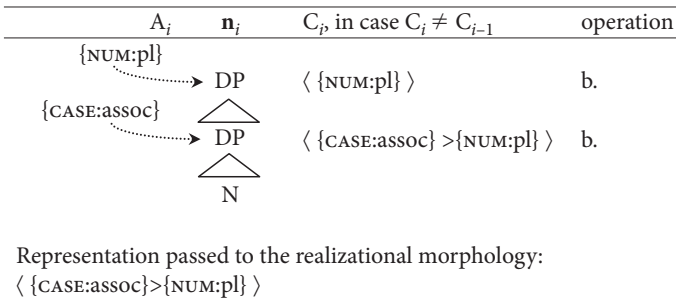 Aᵢ nᵢ Cᵢ, in case Cᵢ ≠ Cᵢ₋₁ operation
{NUM:pl}
DP ⟨ {NUM:pl} ⟩ b.
{CASE:assoc}
DP ⟨ {CASE:assoc} >{NUM:pl} ⟩ b.
N
Representation passed to the realizational morphology:
⟨ {CASE:assoc}>{NUM:pl} ⟩